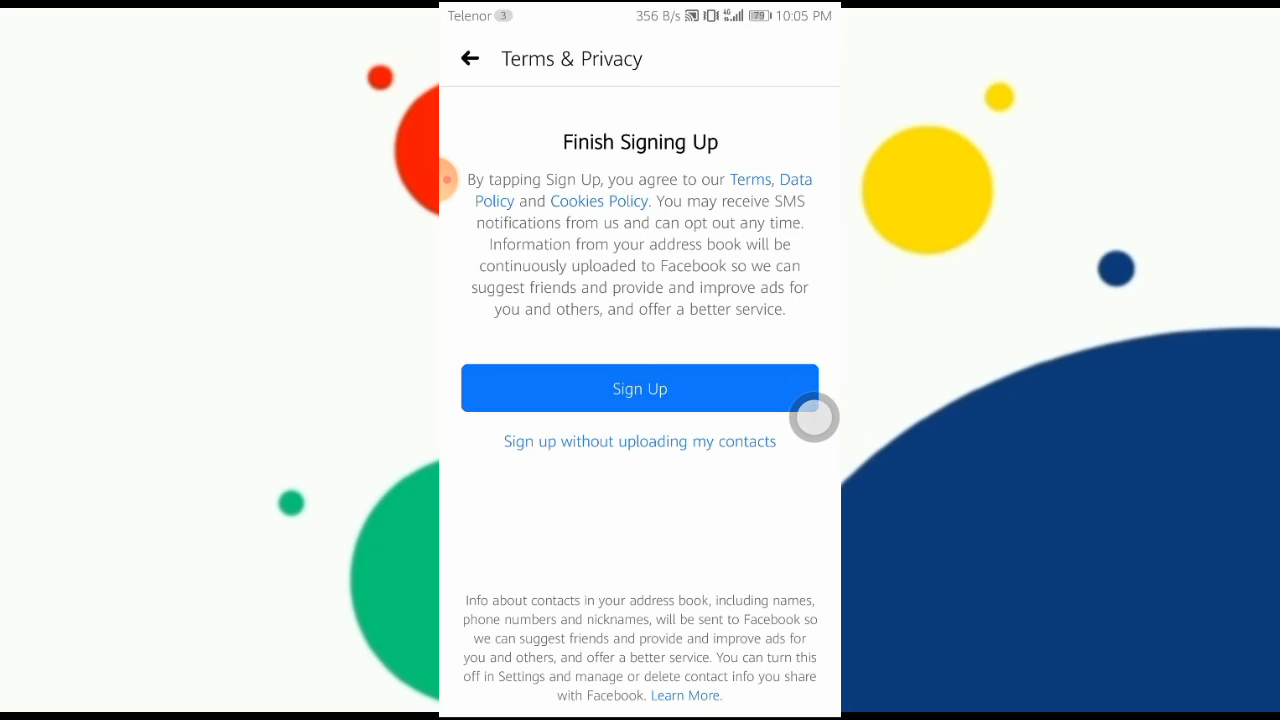 Telenor 3 356 B/s 4G 79 10:05 PM
Terms & Privacy
Finish Signing Up
By tapping Sign Up, you agree to our Terms, Data
Policy and Cookies Policy. You may receive SMS
notifications from us and can opt out any time.
Information from your address book will be
continuously uploaded to Facebook so we can
suggest friends and provide and improve ads for
you and others, and offer a better service.
Sign Up
Sign up without uploading my contacts
Info about contacts in your address book, including names,
phone numbers and nicknames, will be sent to Facebook so
we can suggest friends and provide and improve ads for
you and others, and offer a better service. You can turn this
off in Settings and manage or delete contact info you share
with Facebook. Learn More.